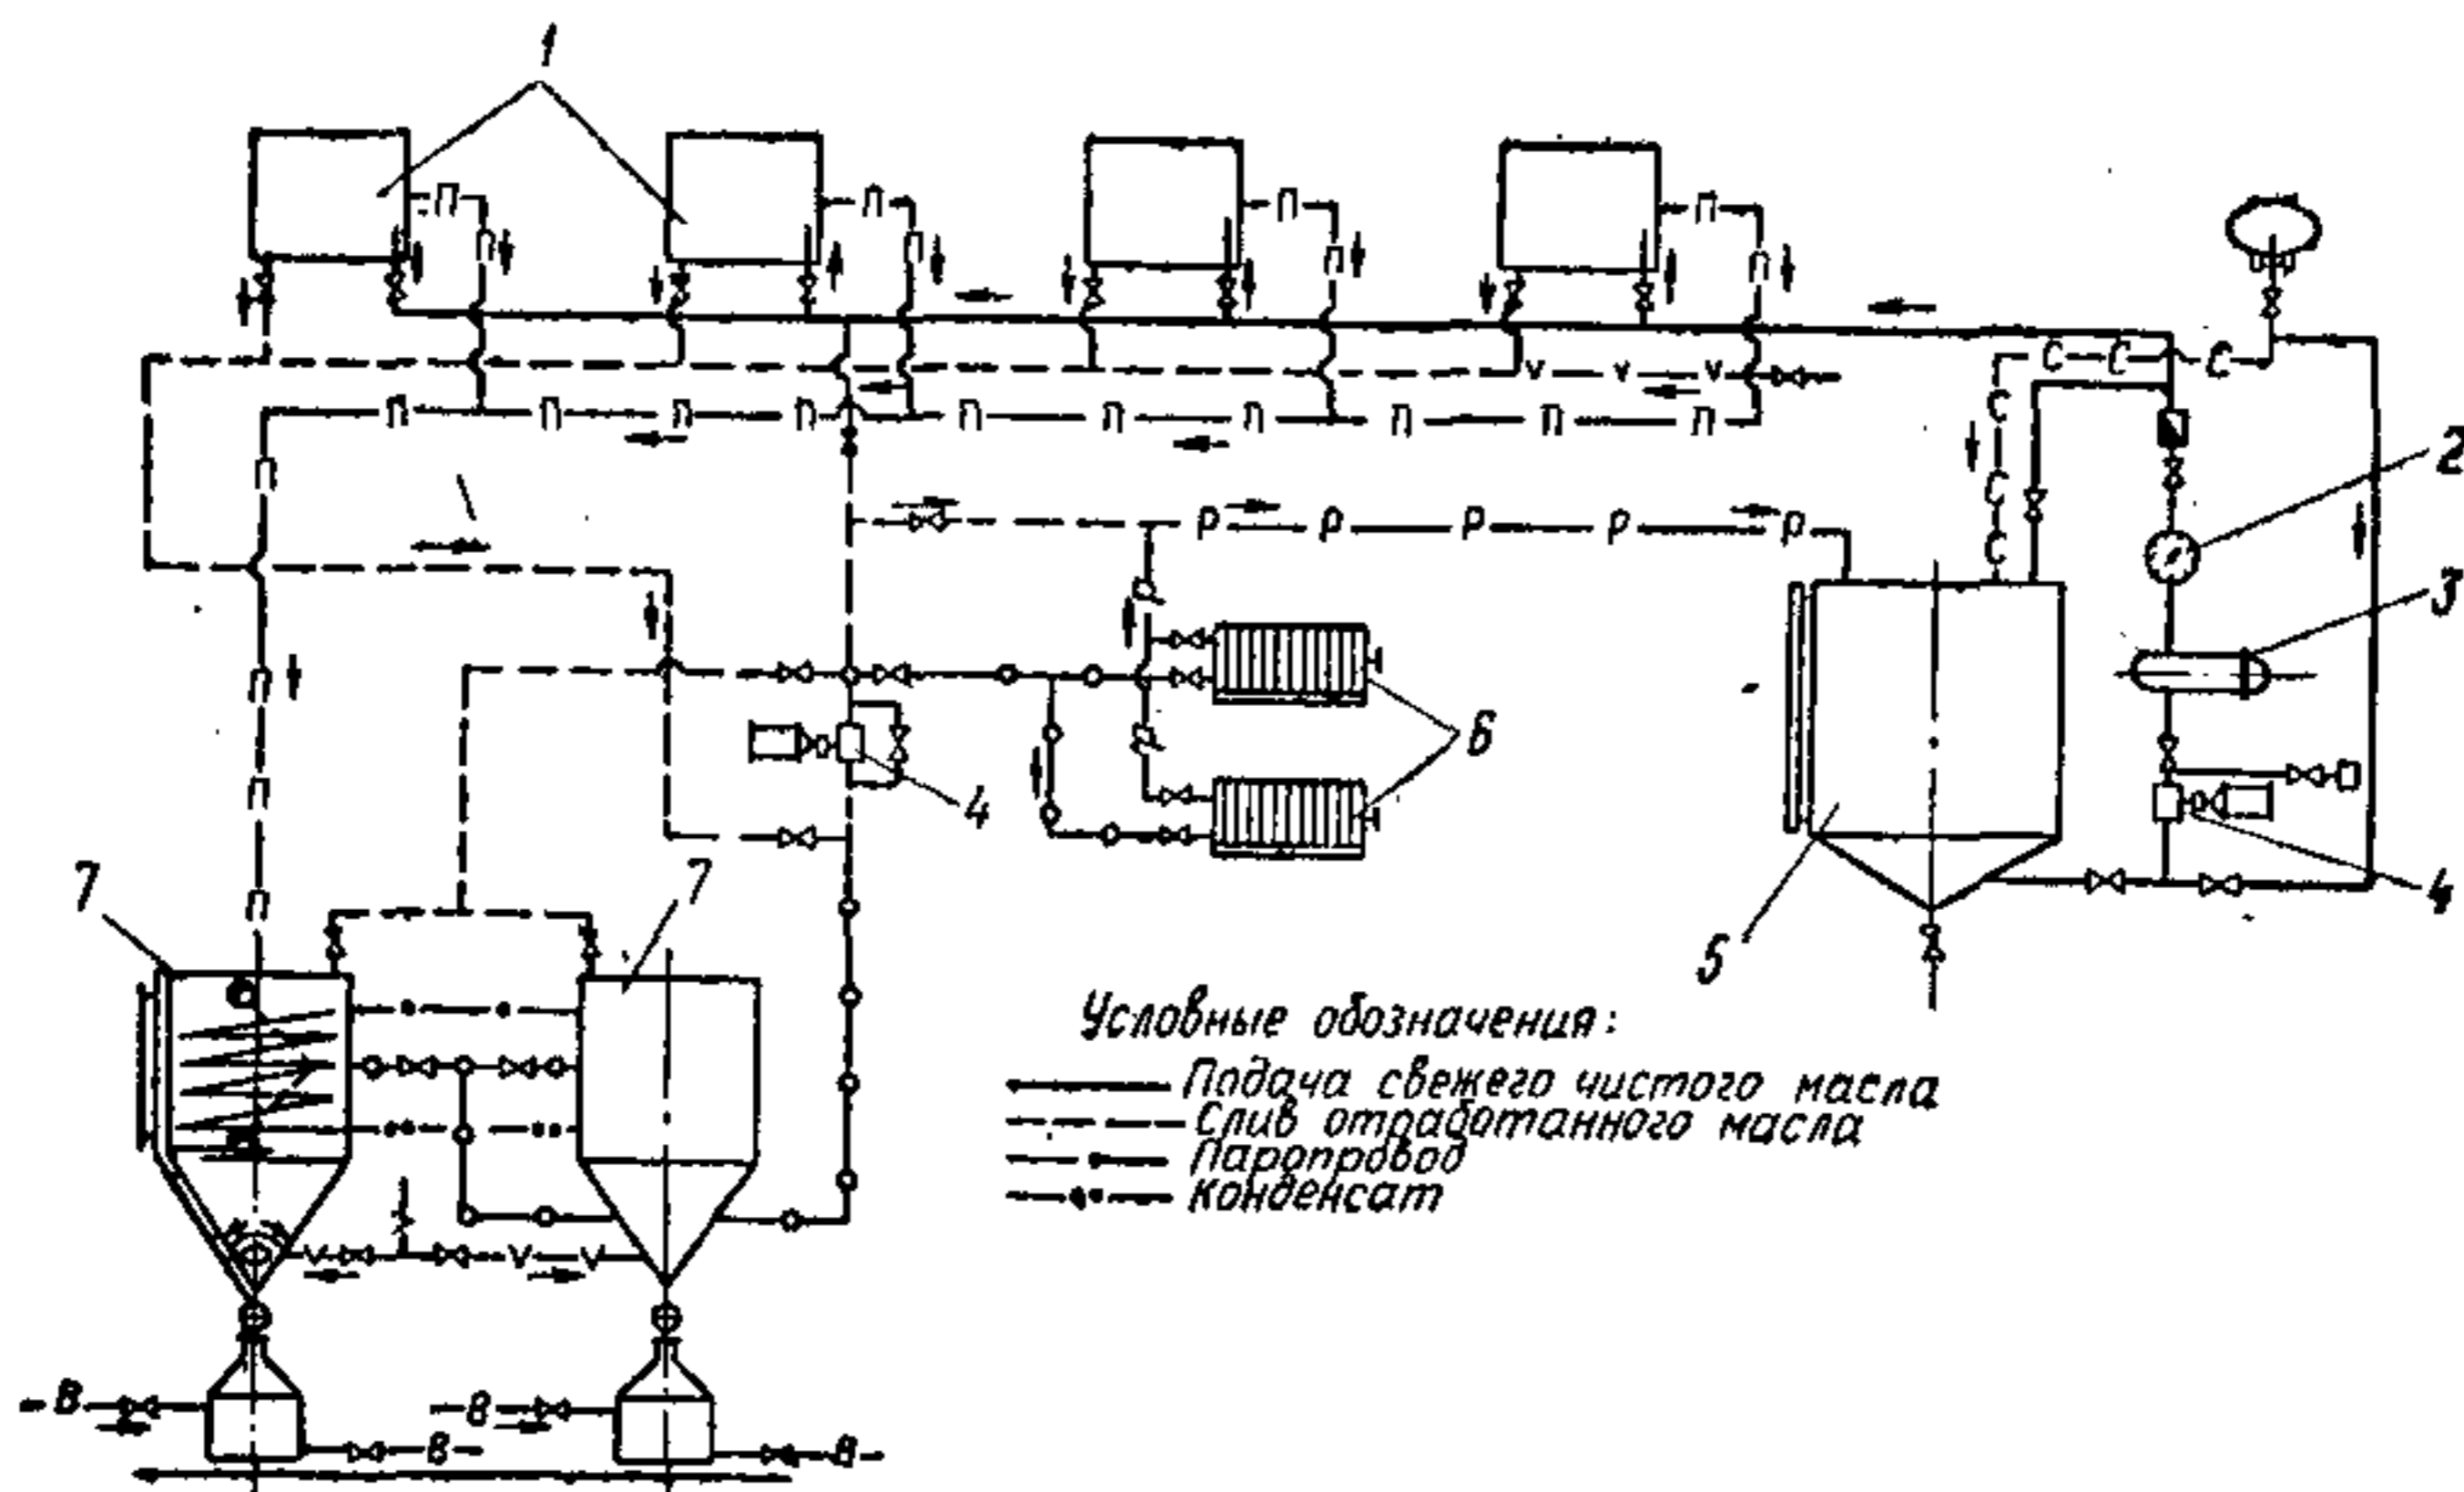 1
П П П П
П П П П
С С С
V V V
П П П П П П П П П П
С
П
С
2
Р Р Р Р Р
С
3
П
6
П
4
7
7
П
4
5
Условные обозначения:
Подача свежего чистого масла
Слив отработанного масла
Паропровод
конденсат
V V V
В В
В В